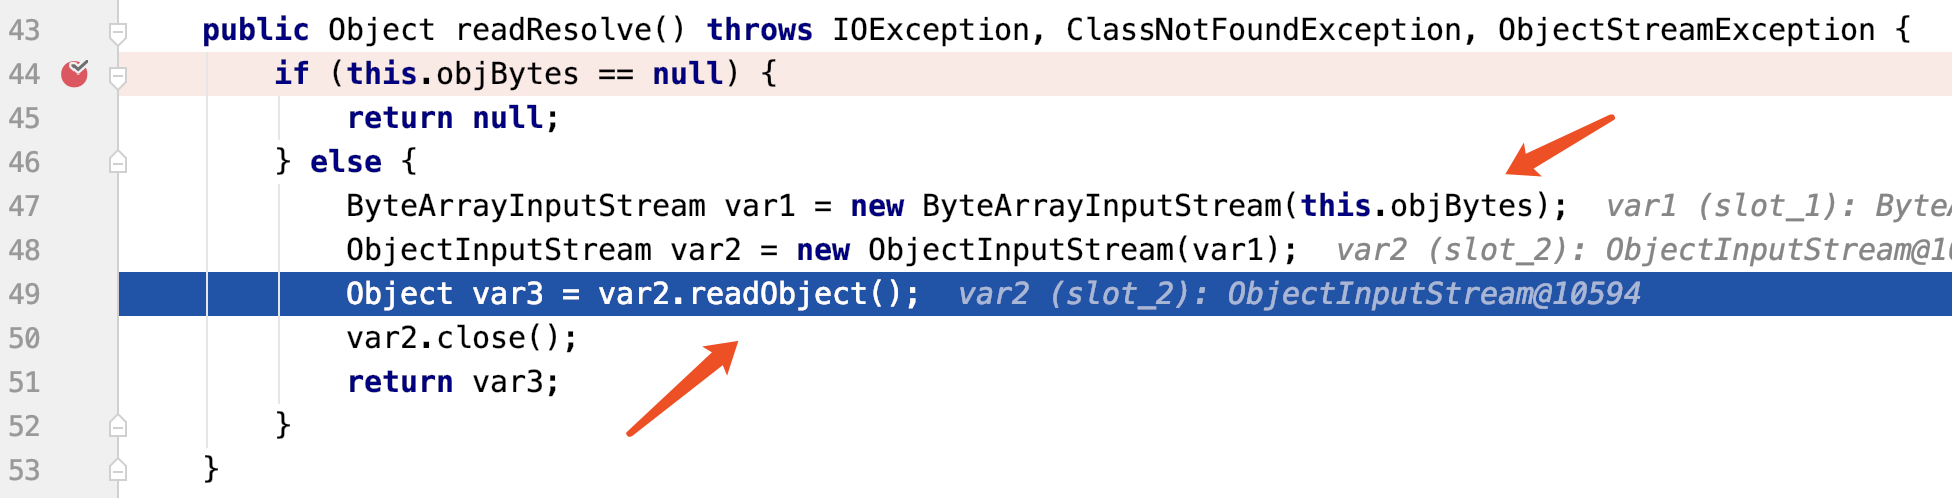 43 public Object readResolve() throws IOException, ClassNotFoundException, ObjectStreamException {
44 if (this.objBytes == null) {
45 return null;
46 } else {
47 ByteArrayInputStream var1 = new ByteArrayInputStream(this.objBytes); var1 (slot_1): Byte
48 ObjectInputStream var2 = new ObjectInputStream(var1); var2 (slot_2): ObjectInputStream@1
49 Object var3 = var2.readObject(); var2 (slot_2): ObjectInputStream@10594
50 var2.close();
51 return var3;
52 }
53 }